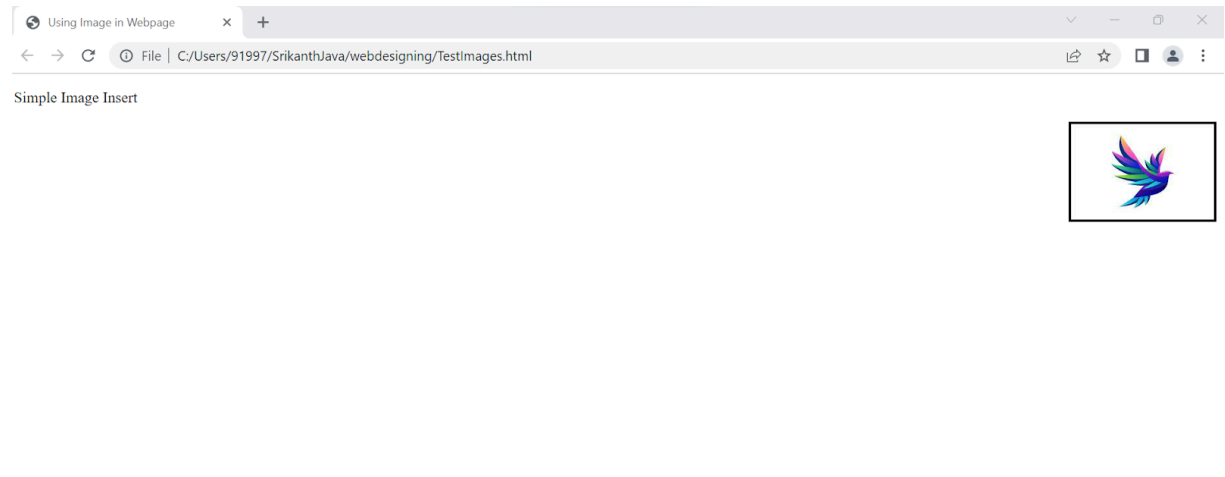 Using Image in Webpage
File | C:/Users/91997/SrikanthJava/webdesigning/TestImages.html
Simple Image Insert